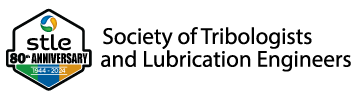 stle
80th ANNIVERSARY
1944 - 2024
Society of Tribologists
and Lubrication Engineers